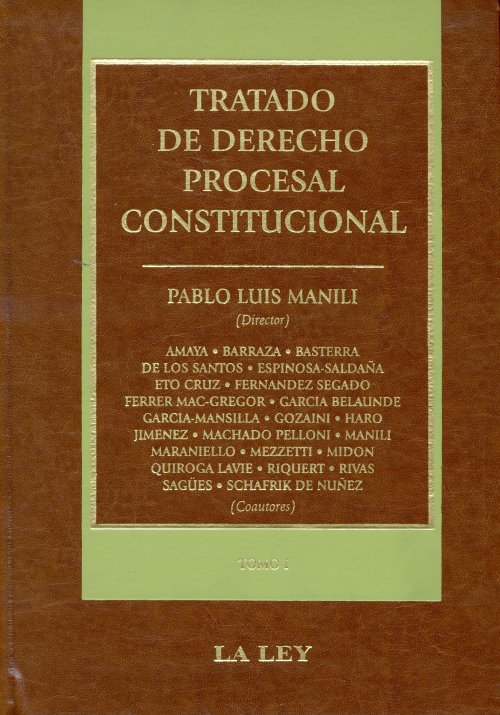 TRATADO
DE DERECHO
PROCESAL
CONSTITUCIONAL
PABLO LUIS MANILI
(Director)
AMAYA • BARRAZA • BASTERRA
DE LOS SANTOS • ESPINOSA-SALDAÑA
ETO CRUZ • FERNANDEZ SEGADO
FERRER MAC-GREGOR • GARCIA BELAUNDE
GARCIA-MANSILLA • GOZAINI • HARO
JIMENEZ • MACHADO PELLONI • MANILI
MARANIELLO • MEZZETTI • MIDON
QUIROGA LAVIE • RIQUERT • RIVAS
SAGÜES • SCHAFRIK DE NUÑEZ
(Coautores)
TOMO I
LA LEY